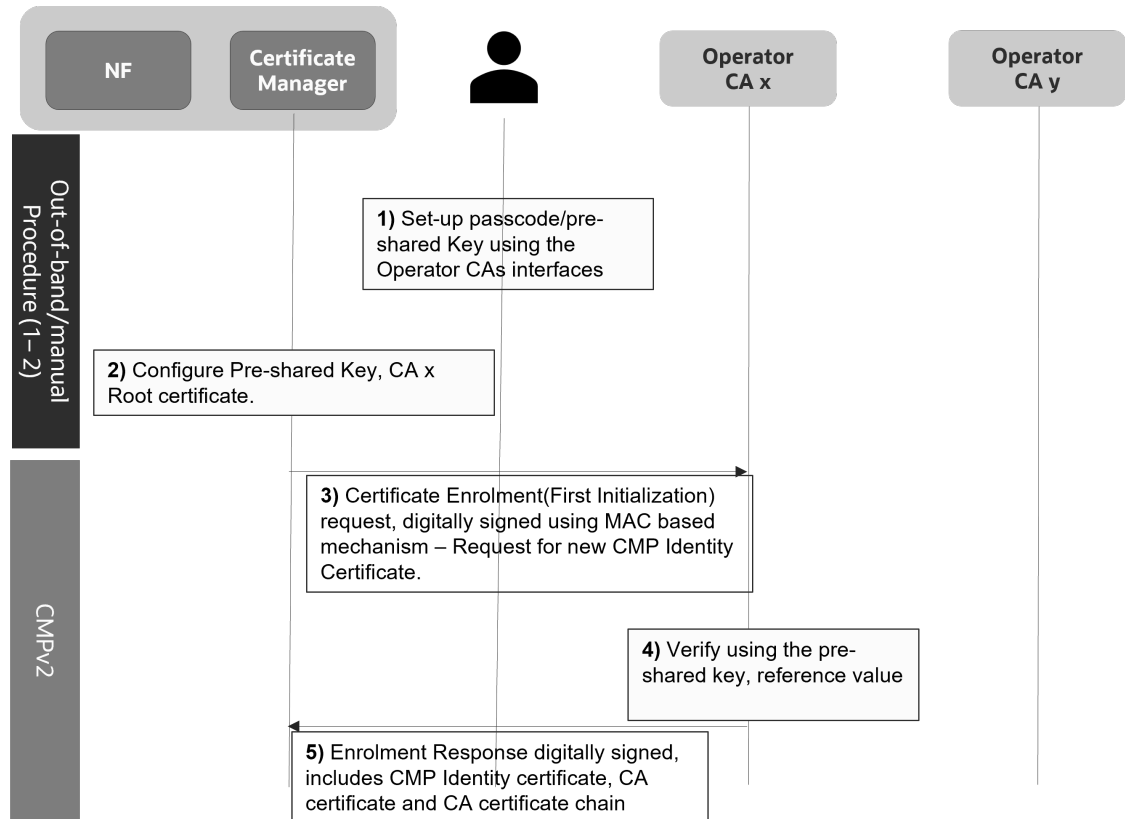 NF
Certificate
Manager
Operator
CA x
Operator
CA y
Out-of-band/manual
Procedure (1– 2)
1) Set-up passcode/pre-
shared Key using the
Operator CAs interfaces
2) Configure Pre-shared Key, CA x
Root certificate.
CMPv2
3) Certificate Enrolment(First Initialization)
request, digitally signed using MAC based
mechanism – Request for new CMP Identity
Certificate.
4) Verify using the pre-
shared key, reference value
5) Enrolment Response digitally signed,
includes CMP Identity certificate, CA
certificate and CA certificate chain